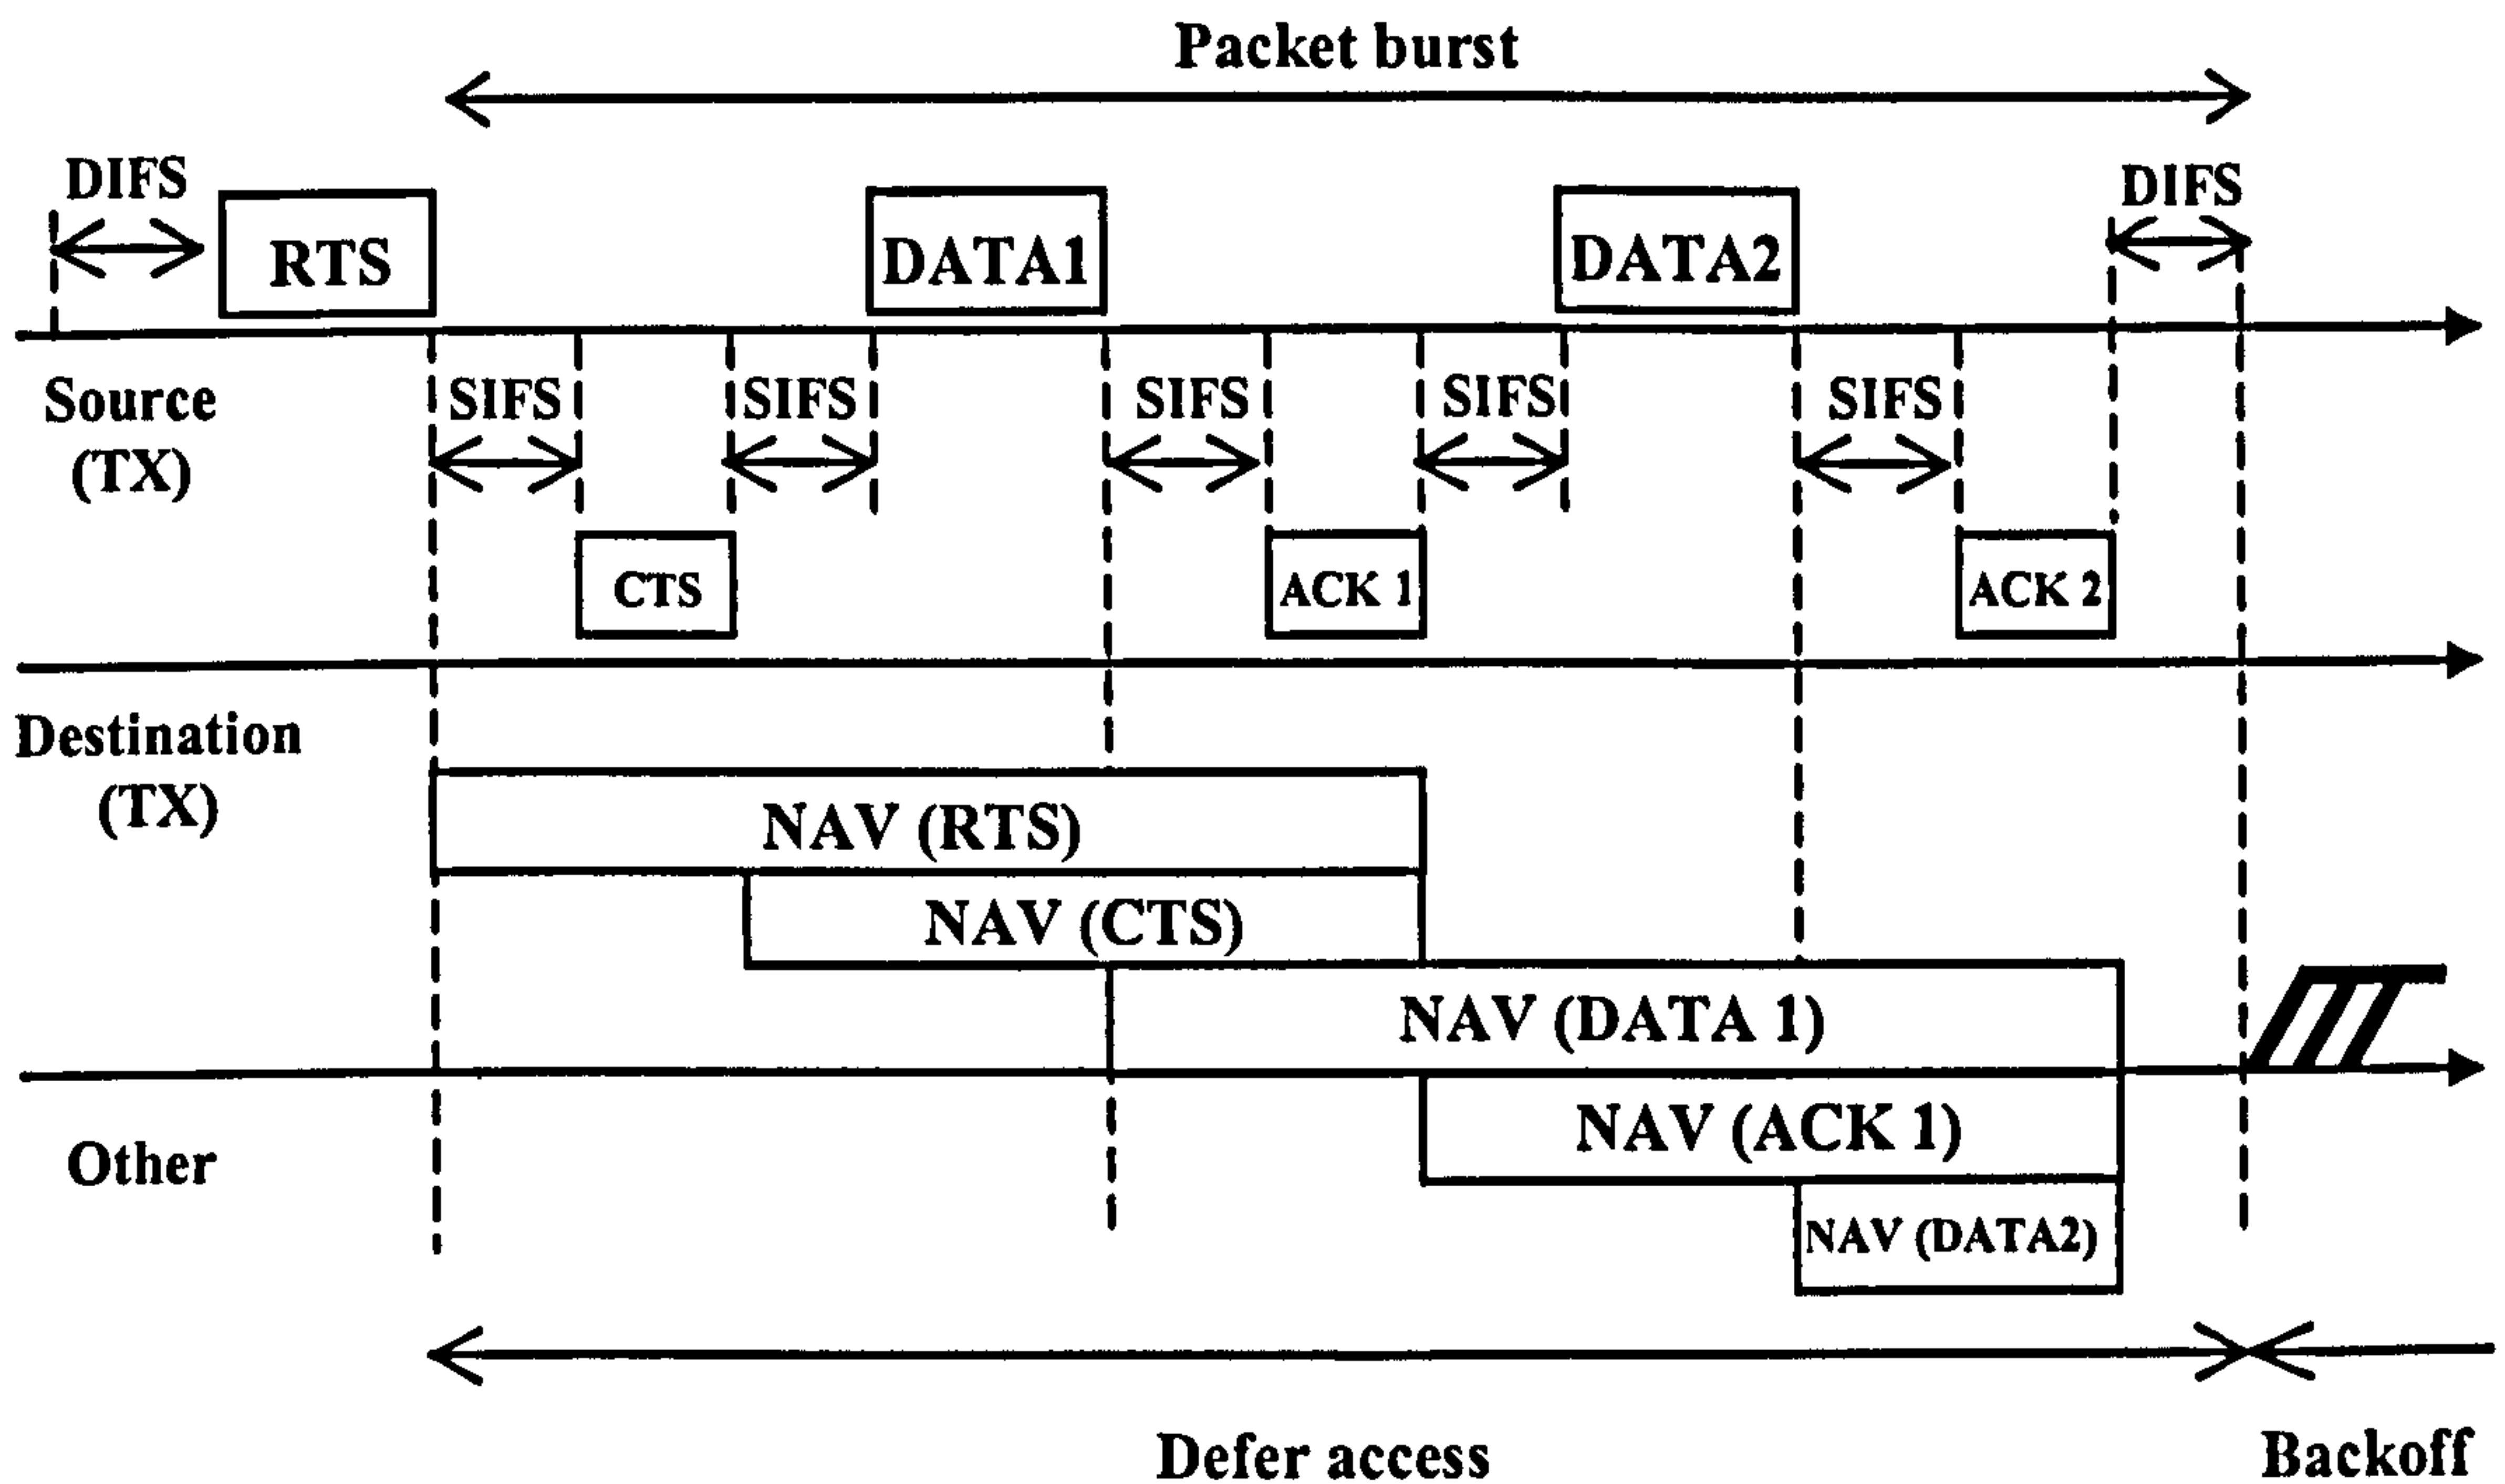 Packet burst
DIFS
DIFS
RTS
DATA1
DATA2
Source
(TX)
SIFS
SIFS
SIFS
SIFS
SIFS
CTS
ACK 1
ACK 2
Destination
(TX)
NAV (RTS)
NAV (CTS)
NAV (DATA 1)
NAV (ACK 1)
Other
NAV (DATA2)
Defer access
Backoff